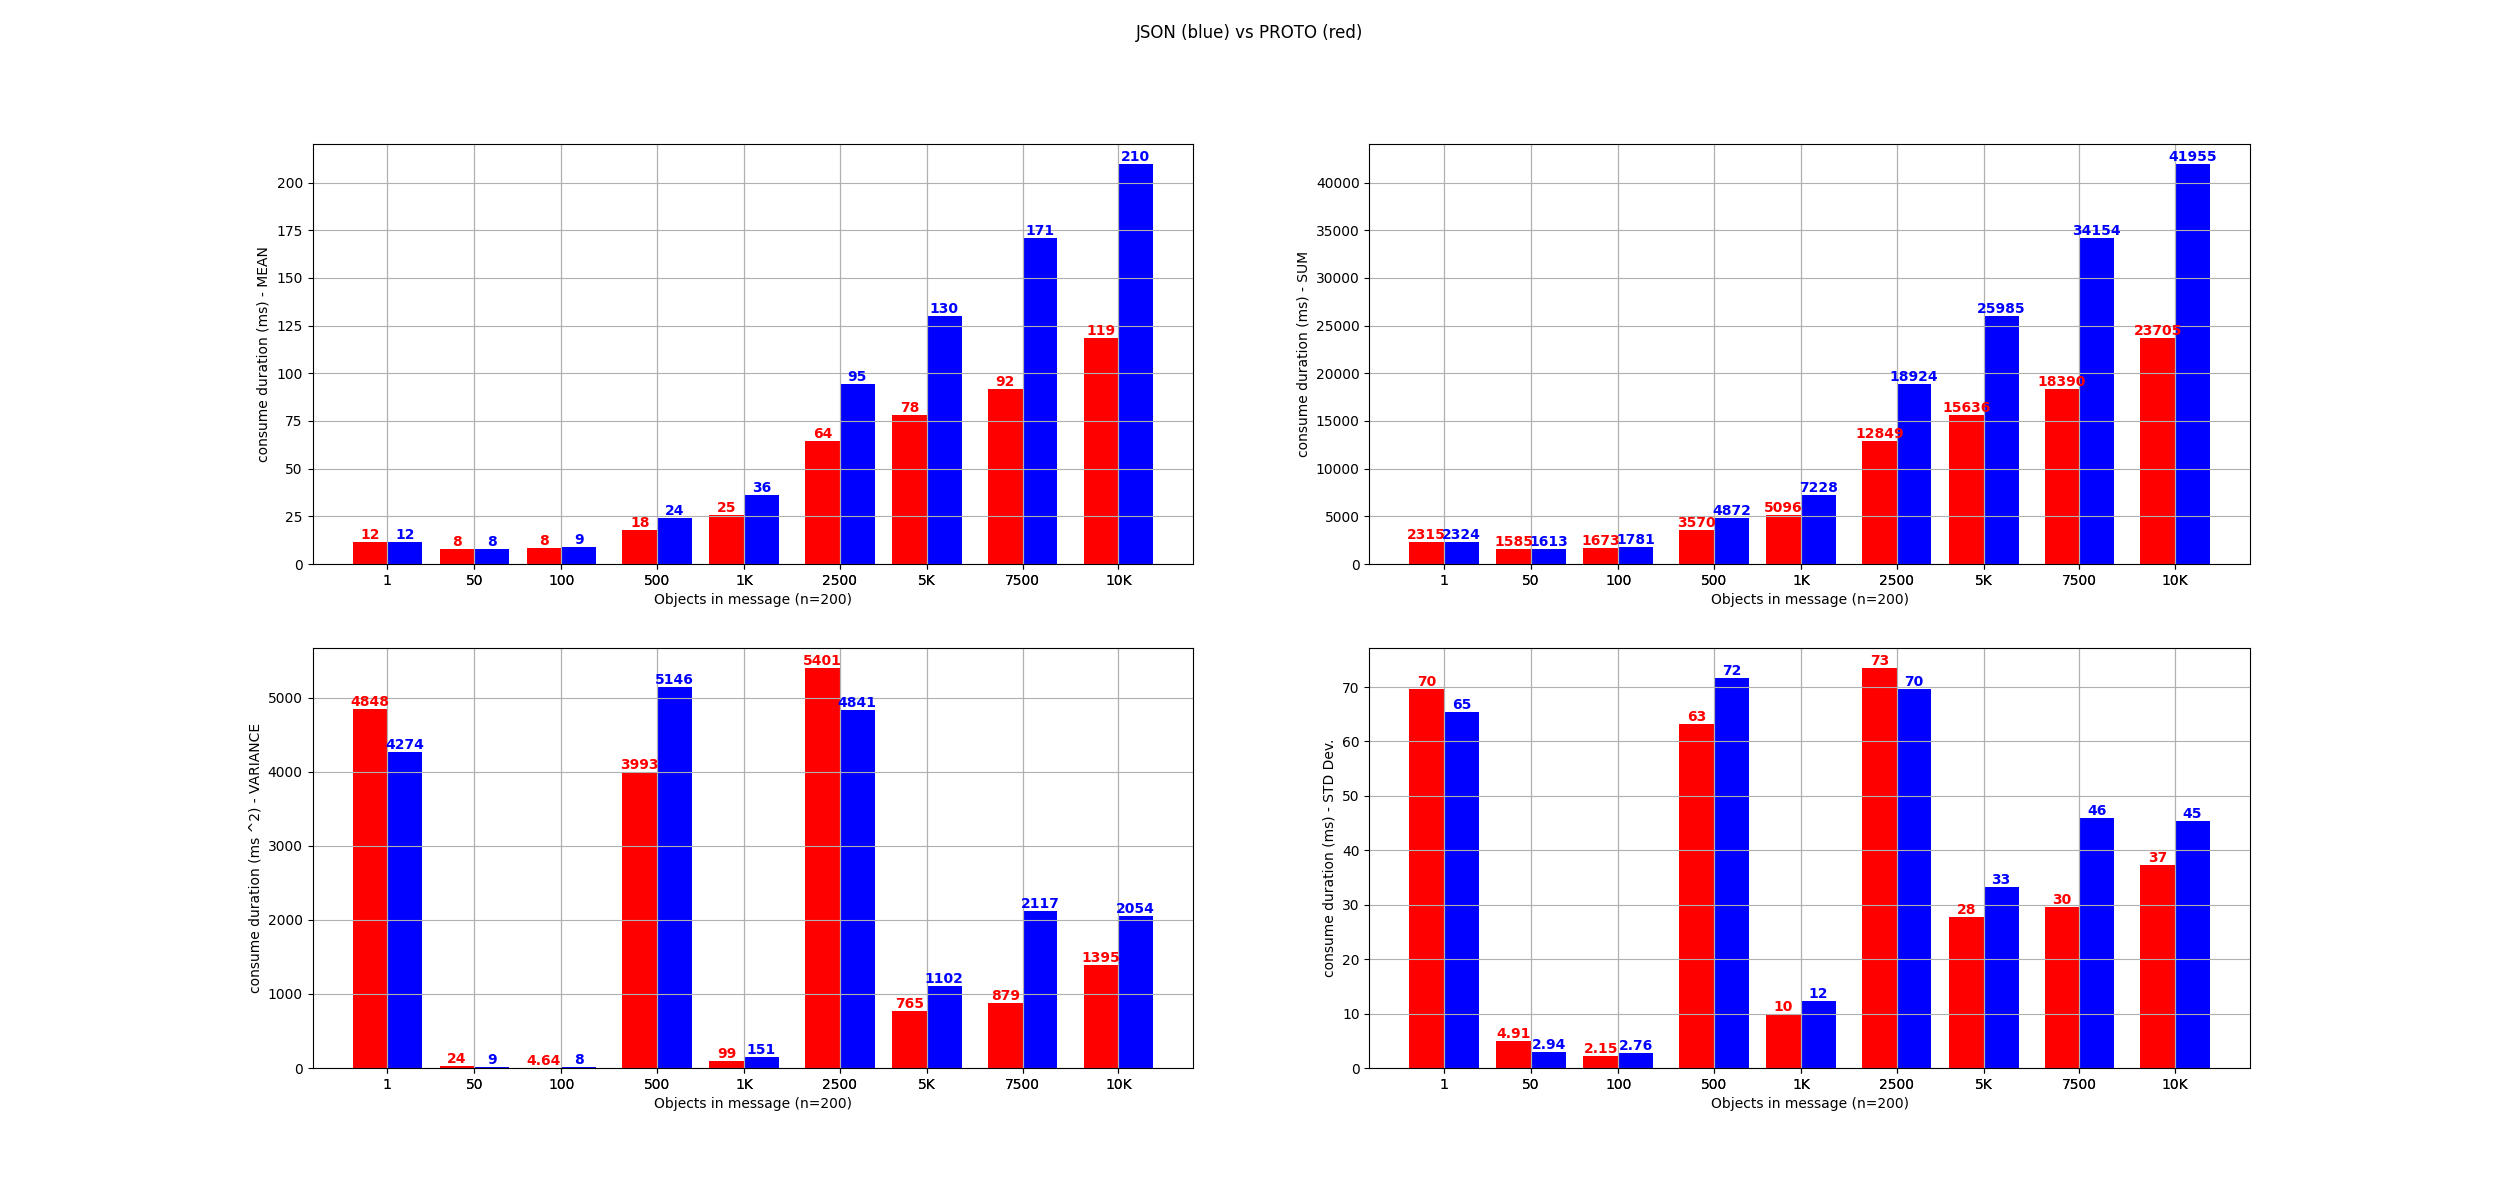 JSON (blue) vs PROTO (red)
consume duration (ms) - MEAN
200
175
150
125
100
75
50
25
0
12 12 8 8 8 9 18 24 25 36 64 95 78 130 92 171 119 210
1 50 100 500 1K 2500 5K 7500 10K
Objects in message (n=200)
consume duration (ms) - SUM
40000
35000
30000
25000
20000
15000
10000
5000
0
2315 2324 1585 1613 1673 1781 3570 4872 5096 7228 12849 18924 15636 25985 18390 34154 23705 41955
1 50 100 500 1K 2500 5K 7500 10K
Objects in message (n=200)
consume duration (ms ^2) - VARIANCE
5000
4000
3000
2000
1000
0
4848 4274 24 9 4.64 8 3993 5146 99 151 5401 4841 765 1102 879 2117 1395 2054
1 50 100 500 1K 2500 5K 7500 10K
Objects in message (n=200)
consume duration (ms) - STD Dev.
70
60
50
40
30
20
10
0
70 65 4.91 2.94 2.15 2.76 63 72 10 12 73 70 28 33 30 46 37 45
1 50 100 500 1K 2500 5K 7500 10K
Objects in message (n=200)